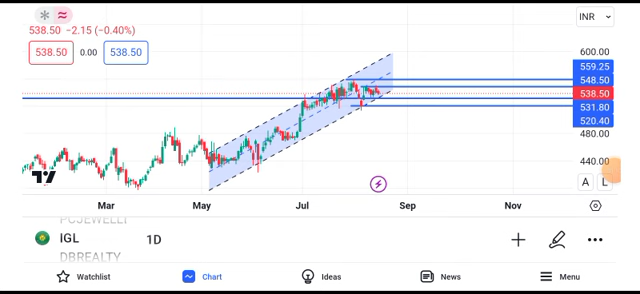 538.50 −2.15 (−0.40%)
INR
538.50 0.00 538.50
600.00
559.25
548.50
538.50
531.80
520.40
480.00
440.00
A L
Mar May Jul Sep Nov
PCJEWELLER
IGL 1D
DBREALTY
Watchlist Chart Ideas News Menu